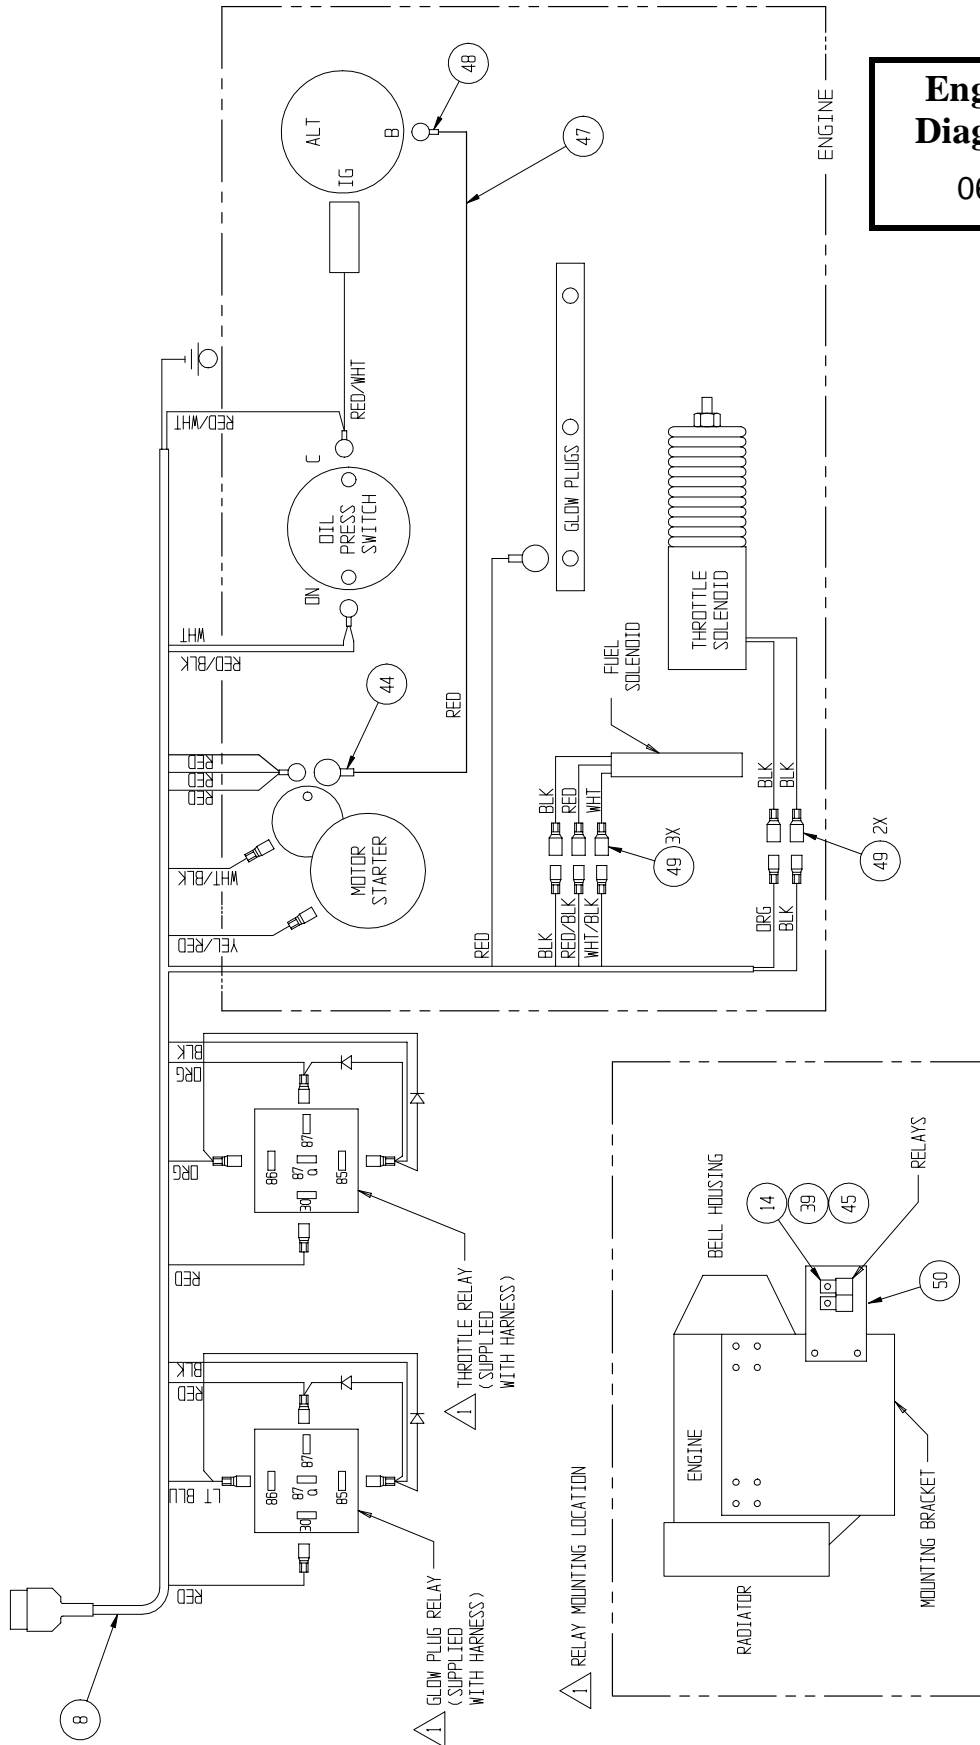 Eng
Diag
06
ENGINE
48
47
ALT
B
IG
RED/WHT
RED/WHT
C
OIL
PRESS
SWITCH
ON
WHT
RED/BLK
44
RED
RED
RED
RED
WHT/BLK
YEL/RED
MOTOR
STARTER
GLOW PLUGS
RED
FUEL
SOLENOID
THROTTLE
SOLENOID
BLK
RED
WHT
49
3X
BLK
RED/BLK
WHT/BLK
BLK
BLK
49
2X
ORG
BLK
BLK
ORG
ORG
RED
86
87
a
87
30
85
1
THROTTLE RELAY
(SUPPLIED
WITH HARNESS)
BLK
RED
LT BLU
RED
86
87
a
87
30
85
1
GLOW PLUG RELAY
(SUPPLIED
WITH HARNESS)
8
1
RELAY MOUNTING LOCATION
BELL HOUSING
14
39
45
RELAYS
50
ENGINE
RADIATOR
MOUNTING BRACKET